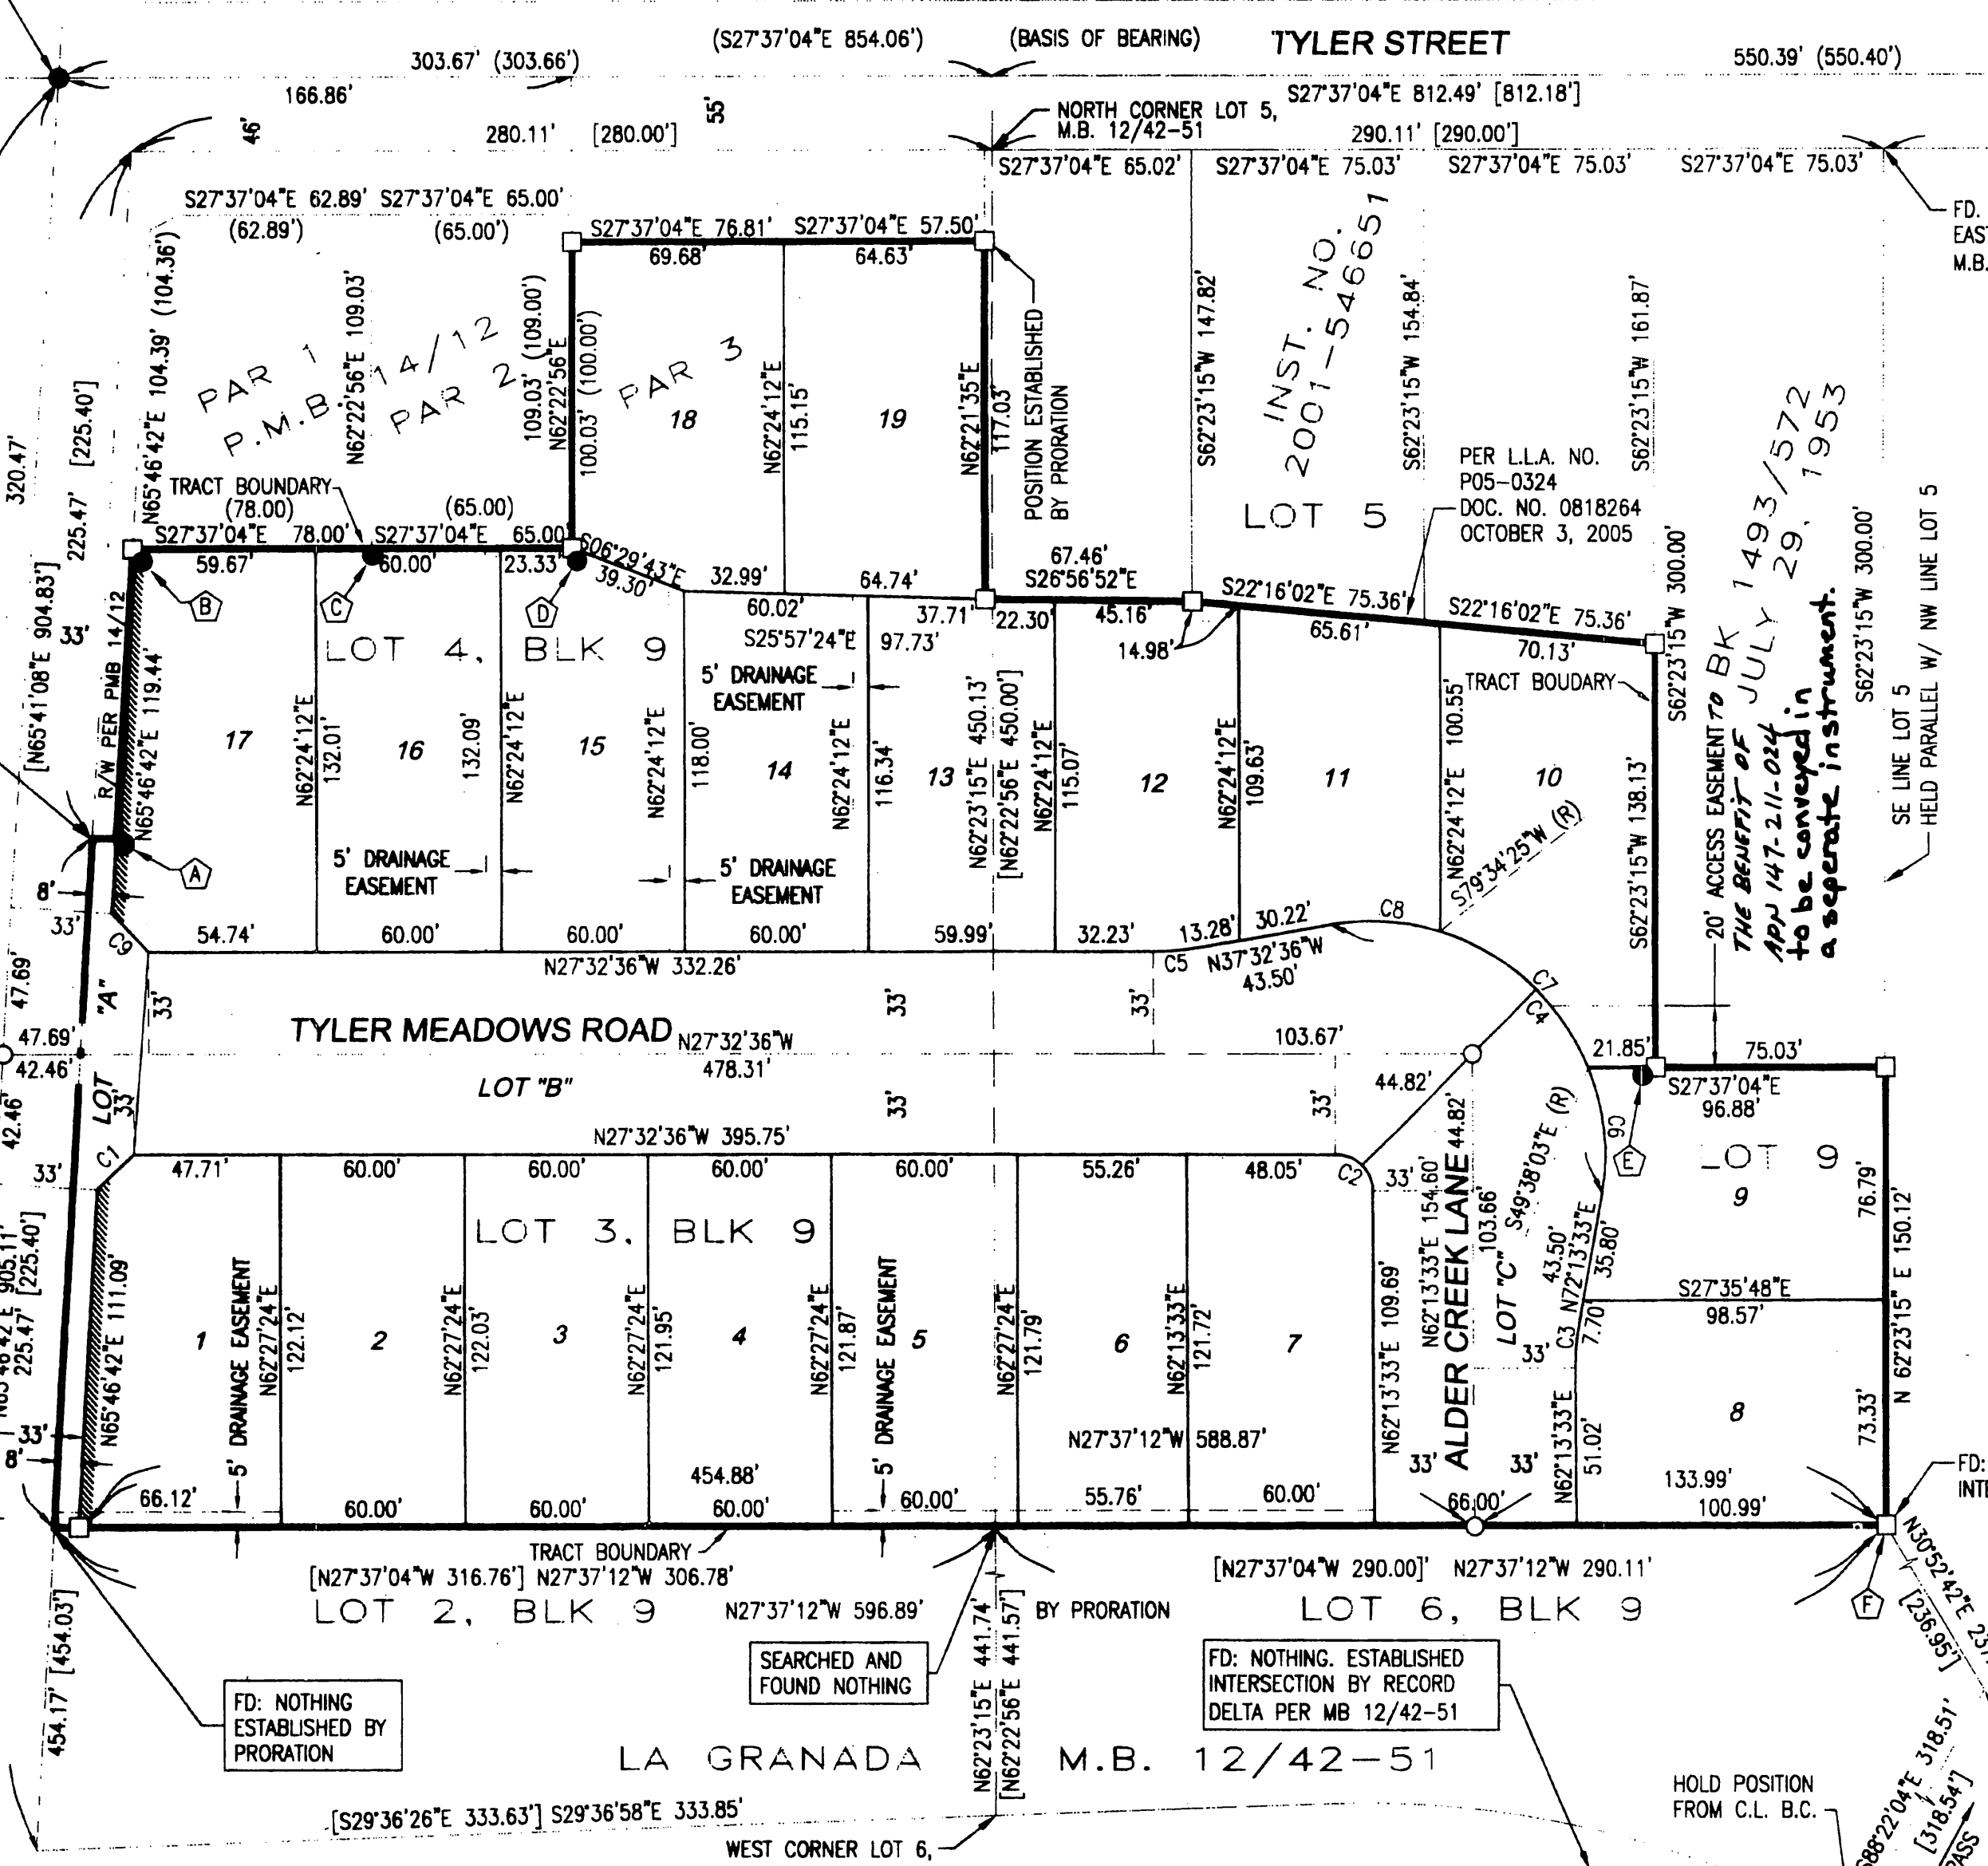 (S27°37'04"E 854.06')
(BASIS OF BEARING)
TYLER STREET
303.67' (303.66')
550.39' (550.40')
166.86'
S27°37'04"E 812.49' [812.18']
46'
55'
NORTH CORNER LOT 5,
M.B. 12/42-51
280.11' [280.00']
290.11' [290.00']
S27°37'04"E 65.02'
S27°37'04"E 75.03'
S27°37'04"E 75.03'
S27°37'04"E 75.03'
S27°37'04"E 62.89'
(62.89')
S27°37'04"E 65.00'
(65.00')
S27°37'04"E 76.81'
69.68'
S27°37'04"E 57.50'
64.63'
FD.
EAST
M.B.
N65°46'42"E 104.39' (104.36')
N62°22'56"E 109.03'
109.03' (109.00')
N62°22'56"E
100.03' (100.00')
PAR 1
P.M.B. 14/12
PAR 2
PAR 3
18
N62°24'12"E
115.15'
19
N62°21'35"E
117.03'
POSITION ESTABLISHED
BY PRORATION
S62°23'15"W 147.82'
INST. NO.
2001-546651
S62°23'15"W 154.84'
S62°23'15"W 161.87'
LOT 5
PER L.L.A. NO.
P05-0324
DOC. NO. 0818264
OCTOBER 3, 2005
S62°23'15"W 300.00'
BK 1493/572
JULY 29, 1953
S62°23'15"W 300.00'
SE LINE LOT 5
HELD PARALLEL W/ NW LINE LOT 5
20' ACCESS EASEMENT TO
THE BENEFIT OF
APN 147-211-024
to be conveyed in
a seperate instrument.
320.47'
225.47' [225.40']
[N65°41'08"E 904.83']
33'
R/W PER PMB 14/12
N65°46'42"E 119.44'
TRACT BOUNDARY
(78.00)
S27°37'04"E 78.00'
59.67'
(65.00')
S27°37'04"E 65.00'
60.00'
23.33'
S06°29'43"E
39.30'
32.99'
64.74'
60.02'
37.71'
S25°57'24"E
97.73'
67.46'
S26°56'52"E
22.30'
45.16'
14.98'
S22°16'02"E 75.36'
65.61'
S22°16'02"E 75.36'
70.13'
TRACT BOUDARY
B
C
D
A
LOT 4, BLK 9
5' DRAINAGE
EASEMENT
17
N62°24'12"E
132.01'
16
132.09'
N62°24'12"E
15
N62°24'12"E
118.00'
14
N62°24'12"E
116.34'
13
N62°23'15"E 450.13'
[N62°22'56"E 450.00']
N62°24'12"E
115.07'
12
N62°24'12"E
109.63'
11
N62°24'12"E 100.55'
10
S79°34'25"W (R)
S62°23'15"W 138.13'
5' DRAINAGE
EASEMENT
5' DRAINAGE
EASEMENT
8'
33'
C9
54.74'
60.00'
60.00'
60.00'
59.99'
32.23'
13.28'
30.22'
C8
N27°32'36"W 332.26'
C5
N37°32'36"W
43.50'
C7
C4
47.69'
"A"
33'
33'
33'
TYLER MEADOWS ROAD
N27°32'36"W
478.31'
103.67'
47.69'
42.46'
LOT "B"
LOT
33'
33'
33'
42.46'
44.82'
21.85'
75.03'
S27°37'04"E
96.88'
N27°32'36"W 395.75'
33'
C1
47.71'
60.00'
60.00'
60.00'
60.00'
55.26'
48.05'
C2
33'
C6
E
LOT 9
9
76.79'
N 62°23'15" E 150.12'
LOT 3, BLK 9
ALDER CREEK LANE 44.82'
N62°13'33"E 154.60'
103.66'
LOT "C"
S49°38'03"E (R)
43.50'
N72°13'33"E
35.80'
S27°35'48"E
98.57'
C3
7.70'
33'
905.11'
225.47' [225.40']
N65°46'42"E 111.09'
1
5' DRAINAGE EASEMENT
N62°27'24"E
122.12'
2
N62°27'24"E
122.03'
3
N62°27'24"E
121.95'
4
N62°27'24"E
121.87'
5' DRAINAGE EASEMENT
5
N62°27'24"E
121.79'
6
N62°13'33"E
121.72'
7
N62°13'33"E 109.69'
N62°13'33"E
51.02'
8
73.33'
33'
8'
N27°37'12"W 588.87'
454.88'
66.12'
60.00'
60.00'
60.00'
60.00'
55.76'
60.00'
33'
33'
66.00'
133.99'
100.99'
FD:
TRACT BOUNDARY
[N27°37'04"W 316.76'] N27°37'12"W 306.78'
[N27°37'04"W 290.00]' N27°37'12"W 290.11'
LOT 2, BLK 9
N27°37'12"W 596.89'
BY PRORATION
LOT 6, BLK 9
F
N30°52'42"E
[236.95']
454.17' [454.03']
FD: NOTHING
ESTABLISHED BY
PRORATION
SEARCHED AND
FOUND NOTHING
N62°23'15"E 441.74'
[N62°22'56"E 441.57']
FD: NOTHING. ESTABLISHED
INTERSECTION BY RECORD
DELTA PER MB 12/42-51
LA GRANADA M.B. 12/42-51
[S29°36'26"E 333.63'] S29°36'58"E 333.85'
WEST CORNER LOT 6,
HOLD POSITION
FROM C.L. B.C.
S88°22'04"E 318.51'
[318.54']